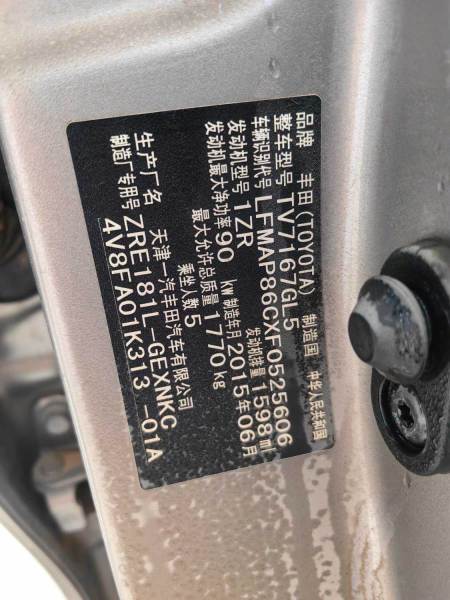 品牌 丰田(TOYOTA) 制造国 中华人民共和国
整车型号 TV7167GL5
车辆识别代号 LFMAP86CXF0525606
发动机型号 1ZR 发动机排量 1598ml
发动机最大净功率 90 kW 制造年月 2015年06月
最大允许总质量 1770kg
乘坐人数 5
生产厂名 天津一汽丰田汽车有限公司
制造厂专用号 ZRE181L-GEXNKC
4V8FA01K313-01A